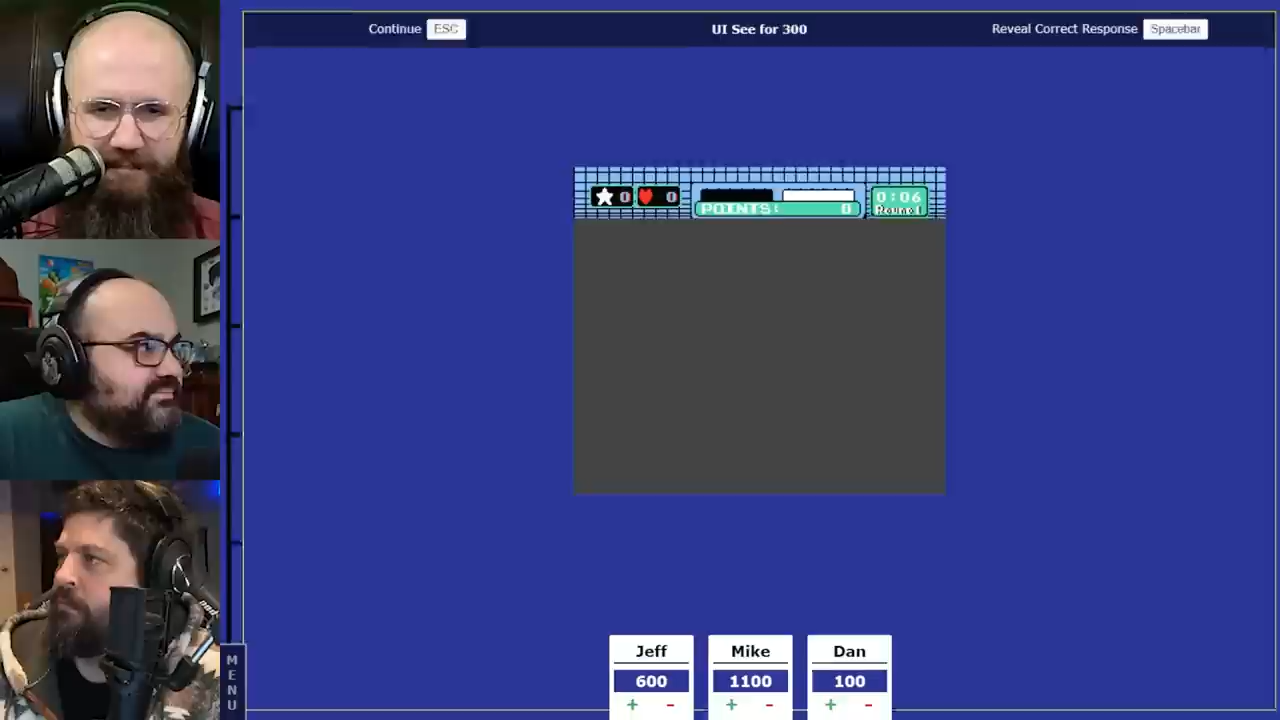 Continue ESC
UI See for 300
Reveal Correct Response Spacebar
0 0
POINTS: 0
0:06
Round 1
MENU
Jeff Mike Dan
600 1100 100
+ - + - + -